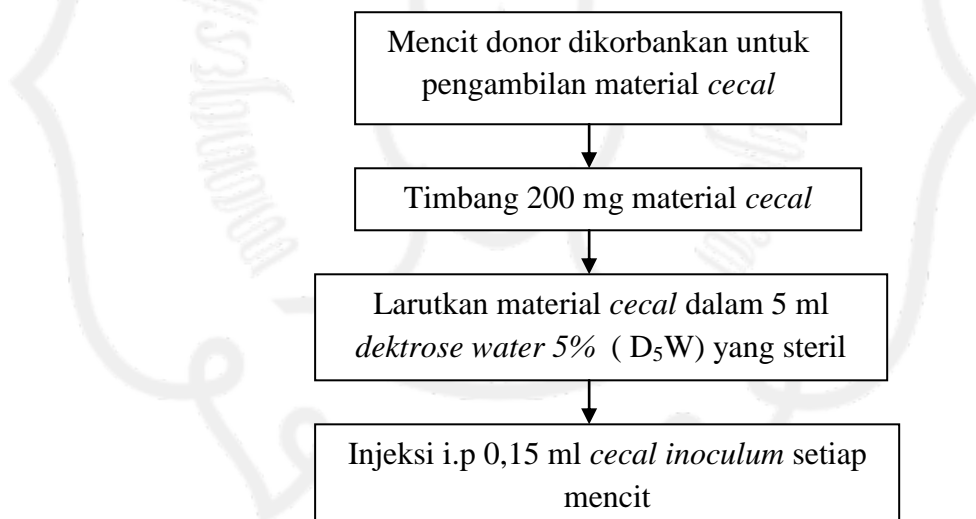 Mencit donor dikorbankan untuk
pengambilan material cecal
Timbang 200 mg material cecal
Larutkan material cecal dalam 5 ml
dektrose water 5% ( D₅W) yang steril
Injeksi i.p 0,15 ml cecal inoculum setiap
mencit